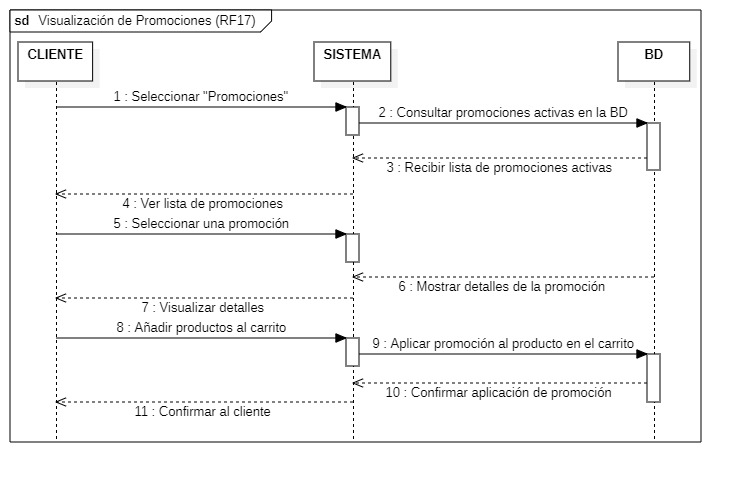 sd Visualización de Promociones (RF17)
CLIENTE
SISTEMA
BD
1 : Seleccionar "Promociones"
2 : Consultar promociones activas en la BD
3 : Recibir lista de promociones activas
4 : Ver lista de promociones
5 : Seleccionar una promoción
6 : Mostrar detalles de la promoción
7 : Visualizar detalles
8 : Añadir productos al carrito
9 : Aplicar promoción al producto en el carrito
10 : Confirmar aplicación de promoción
11 : Confirmar al cliente